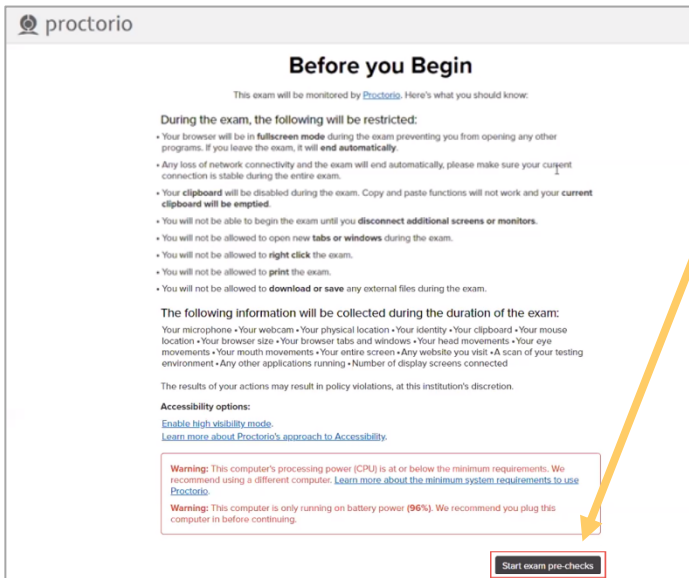 proctorio
Before you Begin
This exam will be monitored by Proctorio. Here's what you should know:
During the exam, the following will be restricted:
• Your browser will be in fullscreen mode during the exam preventing you from opening any other
programs. If you leave the exam, it will end automatically.
• Any loss of network connectivity and the exam will end automatically, please make sure your current
connection is stable during the entire exam.
• Your clipboard will be disabled during the exam. Copy and paste functions will not work and your current
clipboard will be emptied.
• You will not be able to begin the exam until you disconnect additional screens or monitors.
• You will not be allowed to open new tabs or windows during the exam.
• You will not be allowed to right click the exam.
• You will not be allowed to print the exam.
• You will not be allowed to download or save any external files during the exam.
The following information will be collected during the duration of the exam:
Your microphone • Your webcam • Your physical location • Your identity • Your clipboard • Your mouse
location • Your browser size • Your browser tabs and windows • Your head movements • Your eye
movements • Your mouth movements • Your entire screen • Any website you visit • A scan of your testing
environment • Any other applications running • Number of display screens connected
The results of your actions may result in policy violations, at this institution's discretion.
Accessibility options:
Enable high visibility mode.
Learn more about Proctorio's approach to Accessibility.
Warning: This computer's processing power (CPU) is at or below the minimum requirements. We
recommend using a different computer. Learn more about the minimum system requirements to use
Proctorio.
Warning: This computer is only running on battery power (96%). We recommend you plug this
computer in before continuing.
Start exam pre-checks